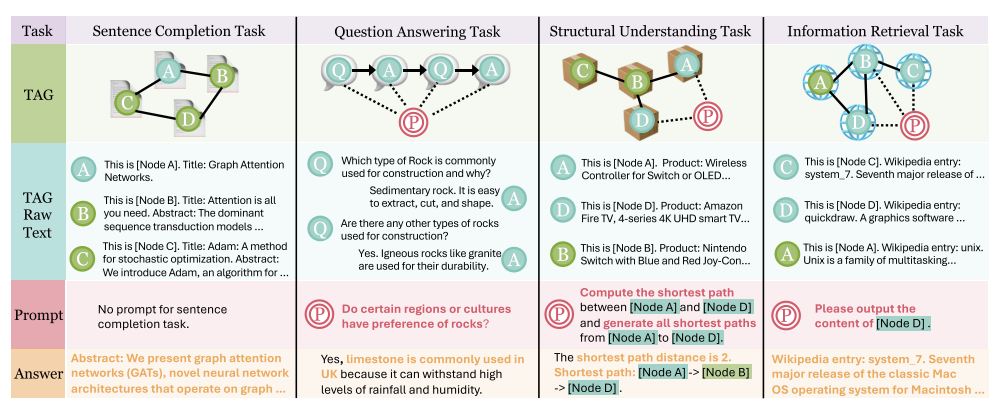 Task
Sentence Completion Task
Question Answering Task
Structural Understanding Task
Information Retrieval Task
TAG
A
B
C
D
Q
A
Q
A
P
C
B
A
D
P
A
B
C
D
P
TAG
Raw
Text
A
This is [Node A]. Title: Graph Attention
Networks.
B
This is [Node B]. Title: Attention is all
you need. Abstract: The dominant
sequence transduction models ...
C
This is [Node C]. Title: Adam: A method
for stochastic optimization. Abstract:
We introduce Adam, an algorithm for ...
Q
Which type of Rock is commonly
used for construction and why?
Sedimentary rock. It is easy
to extract, cut, and shape.
A
Q
Are there any other types of rocks
used for construction?
Yes. Igneous rocks like granite
are used for their durability.
A
A
This is [Node A]. Product: Wireless
Controller for Switch or OLED...
D
This is [Node D]. Product: Amazon
Fire TV, 4-series 4K UHD smart TV...
B
This is [Node B]. Product: Nintendo
Switch with Blue and Red Joy-Con...
C
This is [Node C]. Wikipedia entry:
system_7. Seventh major release of ...
D
This is [Node D]. Wikipedia entry:
quickdraw. A graphics software ...
A
This is [Node A]. Wikipedia entry: unix.
Unix is a family of multitasking...
Prompt
No prompt for sentence
completion task.
P
Do certain regions or cultures
have preference of rocks?
P
Compute the shortest path
between [Node A] and [Node D]
and generate all shortest paths
from [Node A] to [Node D].
P
Please output the
content of [Node D] .
Answer
Abstract: We present graph attention
networks (GATs), novel neural network
architectures that operate on graph ...
Yes, limestone is commonly used in
UK because it can withstand high
levels of rainfall and humidity.
The shortest path distance is 2.
Shortest path: [Node A] -> [Node B]
-> [Node D] .
Wikipedia entry: system_7. Seventh
major release of the classic Mac
OS operating system for Macintosh ...